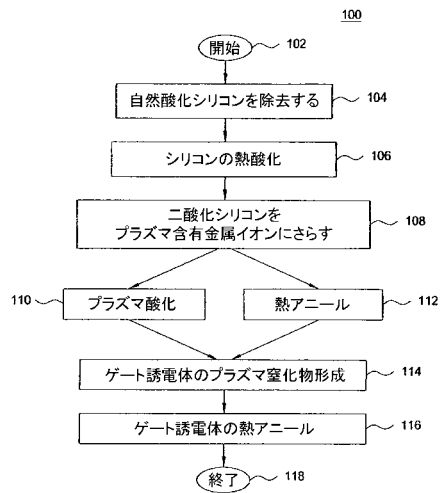 100
開始 102
自然酸化シリコンを除去する 104
シリコンの熱酸化 106
二酸化シリコンを
プラズマ含有金属イオンにさらす 108
110 プラズマ酸化 熱アニール 112
ゲート誘電体のプラズマ窒化物形成 114
ゲート誘電体の熱アニール 116
終了 118